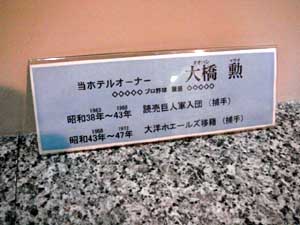 当ホテルオーナー 大橋 勲
プロ野球
1963 1968
昭和38年～43年 読売巨人軍入団（捕手）
1968 1972
昭和43年～47年 大洋ホエールズ移籍（捕手）